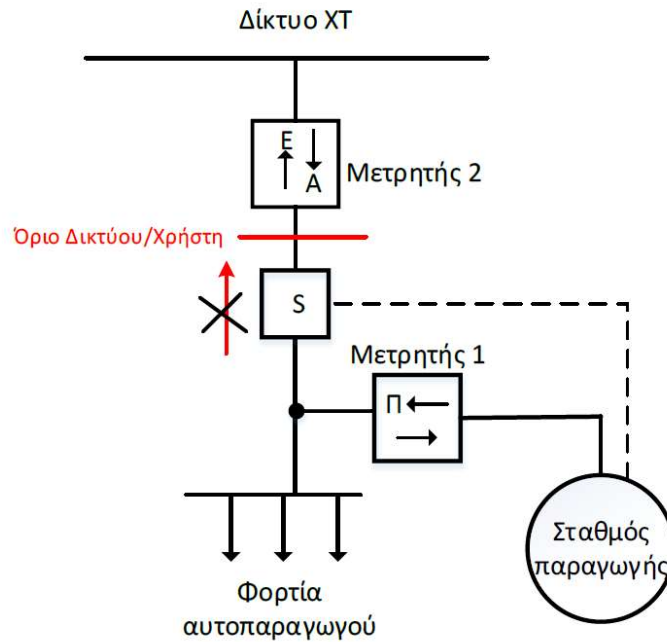 Δίκτυο ΧΤ
Ε
Α
Μετρητής 2
Όριο Δικτύου/Χρήστη
S
Μετρητής 1
Π
Σταθμός
παραγωγής
Φορτία
αυτοπαραγωγού